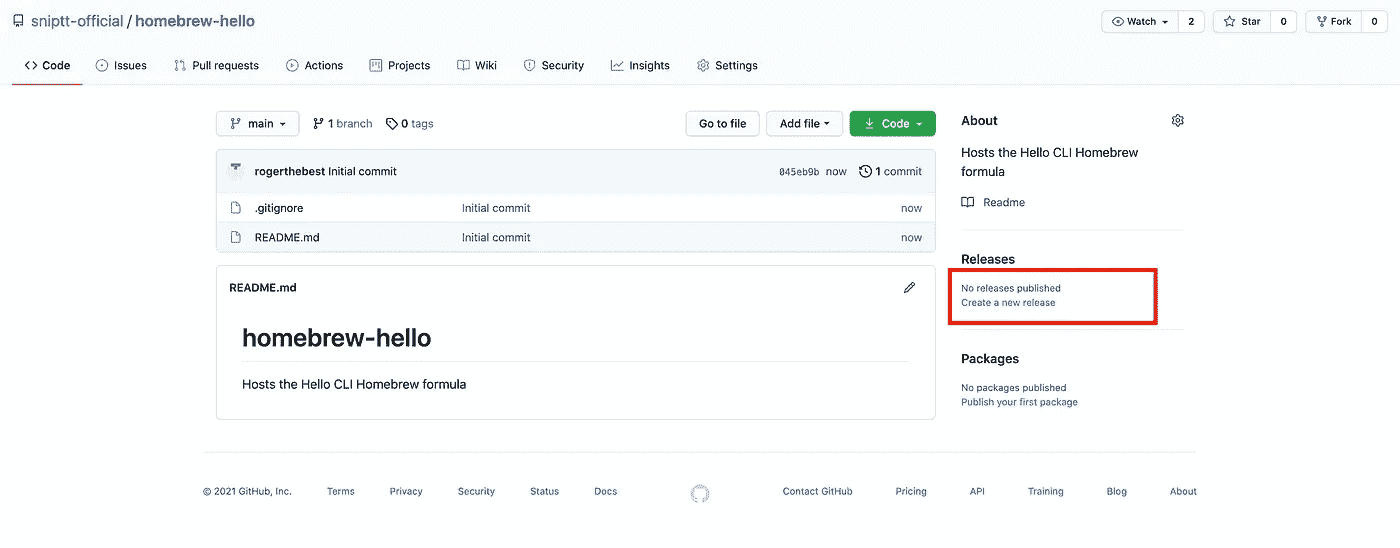 sniptt-official / homebrew-hello
Watch 2 Star 0 Fork 0
Code Issues Pull requests Actions Projects Wiki Security Insights Settings
main 1 branch 0 tags Go to file Add file Code
rogerthebest Initial commit 045eb9b now 1 commit
.gitignore Initial commit now
README.md Initial commit now
README.md
homebrew-hello
Hosts the Hello CLI Homebrew formula
About
Hosts the Hello CLI Homebrew
formula
Readme
Releases
No releases published
Create a new release
Packages
No packages published
Publish your first package
© 2021 GitHub, Inc. Terms Privacy Security Status Docs Contact GitHub Pricing API Training Blog About